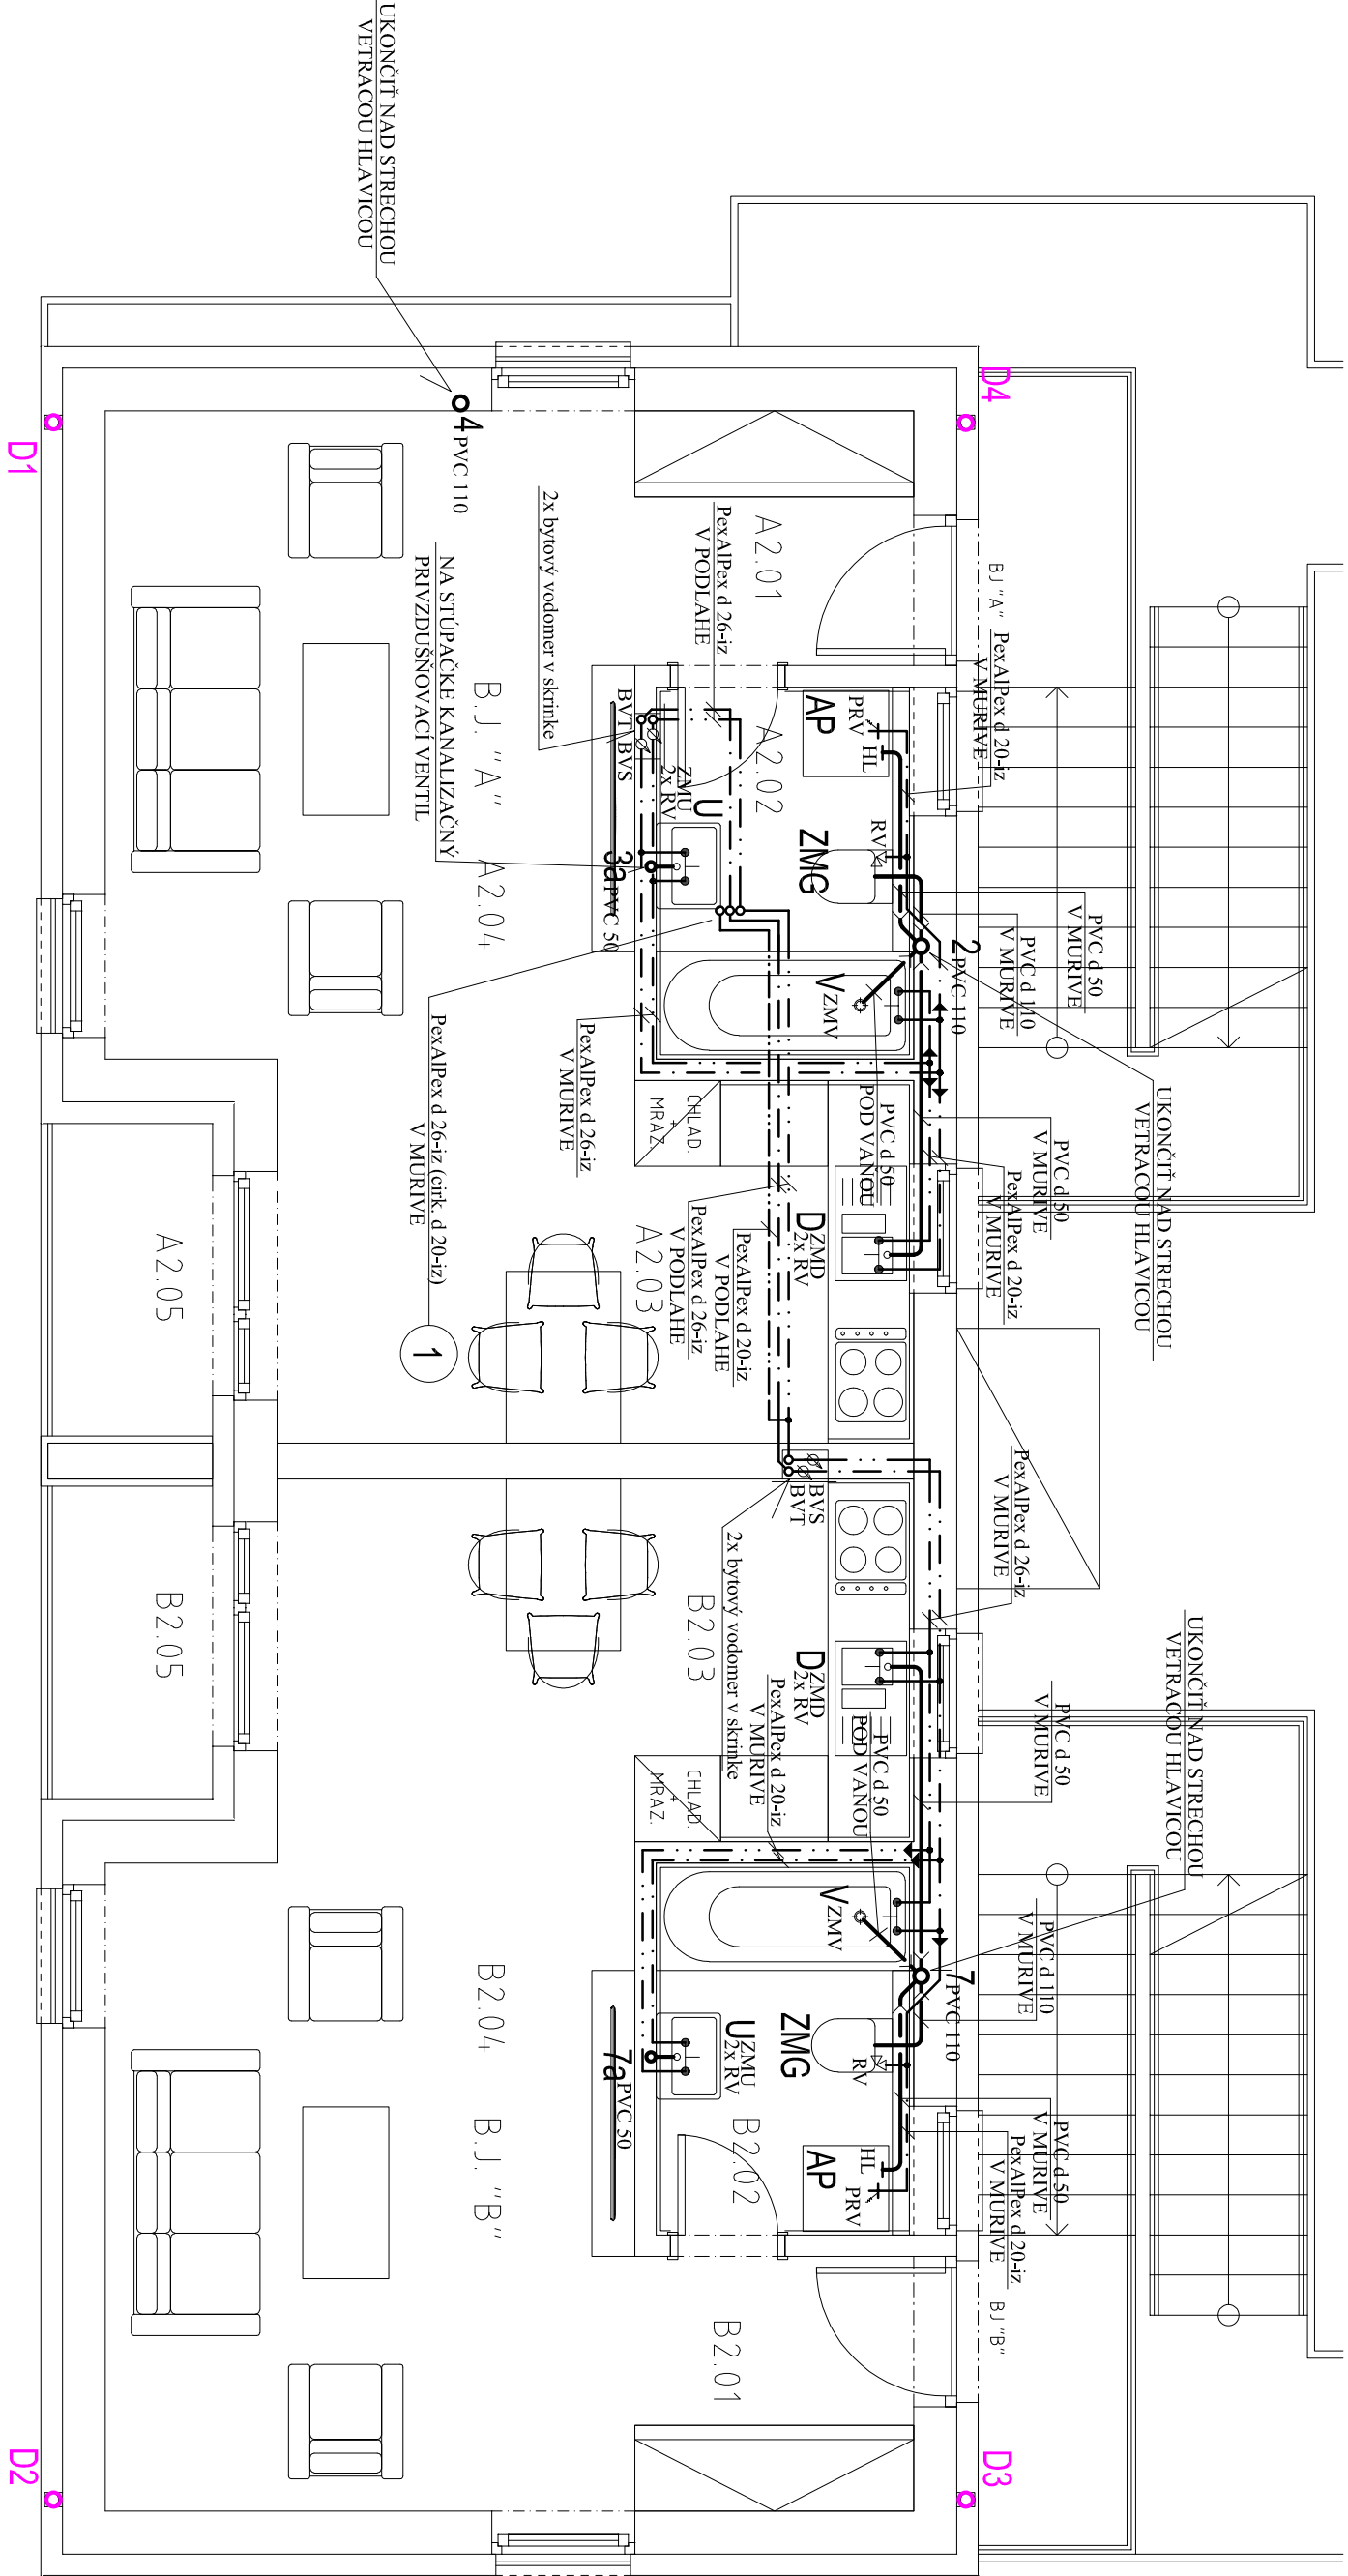 UKONČIŤ NAD STRECHOU
VETRACOU HLAVICOU
D4
D1
4 PVC 110
2x bytový vodomer v skrinke
NA STÚPAČKE KANALIZAČNÝ
PRIVZDUŠŇOVACÍ VENTIL
PexAlPex d 26-iz
V PODLAHE
A2.01
BJ "A"
PexAlPex d 20-iz
V MURIVE
AP
PRV
HL
A2.02
BVT
BVS
ZMU
2x RV
U
B.J. "A"
A2.04
3a PVC 50
RV
ZMG
PVC d 50
V MURIVE
PVC d 110
V MURIVE
2 PVC 110
V ZMV
UKONČIŤ NAD STRECHOU
VETRACOU HLAVICOU
PexAlPex d 26-iz (cirk. d 20-iz)
V MURIVE
1
PexAlPex d 26-iz
V MURIVE
CHLAD.
+
MRAZ.
PVC d 50
POD VAŇOU
PVC d 50
V MURIVE
PexAlPex d 20-iz
V MURIVE
D ZMD
2x RV
PexAlPex d 20-iz
V PODLAHE
PexAlPex d 26-iz
V PODLAHE
A2.03
A2.05
BVS
BVT
2x bytový vodomer v skrinke
PexAlPex d 26-iz
V MURIVE
B2.03
B2.05
D ZMD
2x RV
PexAlPex d 20-iz
V MURIVE
PVC d 50
POD VAŇOU
PVC d 50
V MURIVE
UKONČIŤ NAD STRECHOU
VETRACOU HLAVICOU
CHLAD.
+
MRAZ.
V ZMV
PVC d 110
V MURIVE
7 PVC 110
ZMG
RV
U ZMU
2x RV
7a PVC 50
B2.04
B.J. "B"
B2.02
HL
AP
PRV
PVC d 50
V MURIVE
PexAlPex d 20-iz
V MURIVE
BJ "B"
B2.01
D3
D2